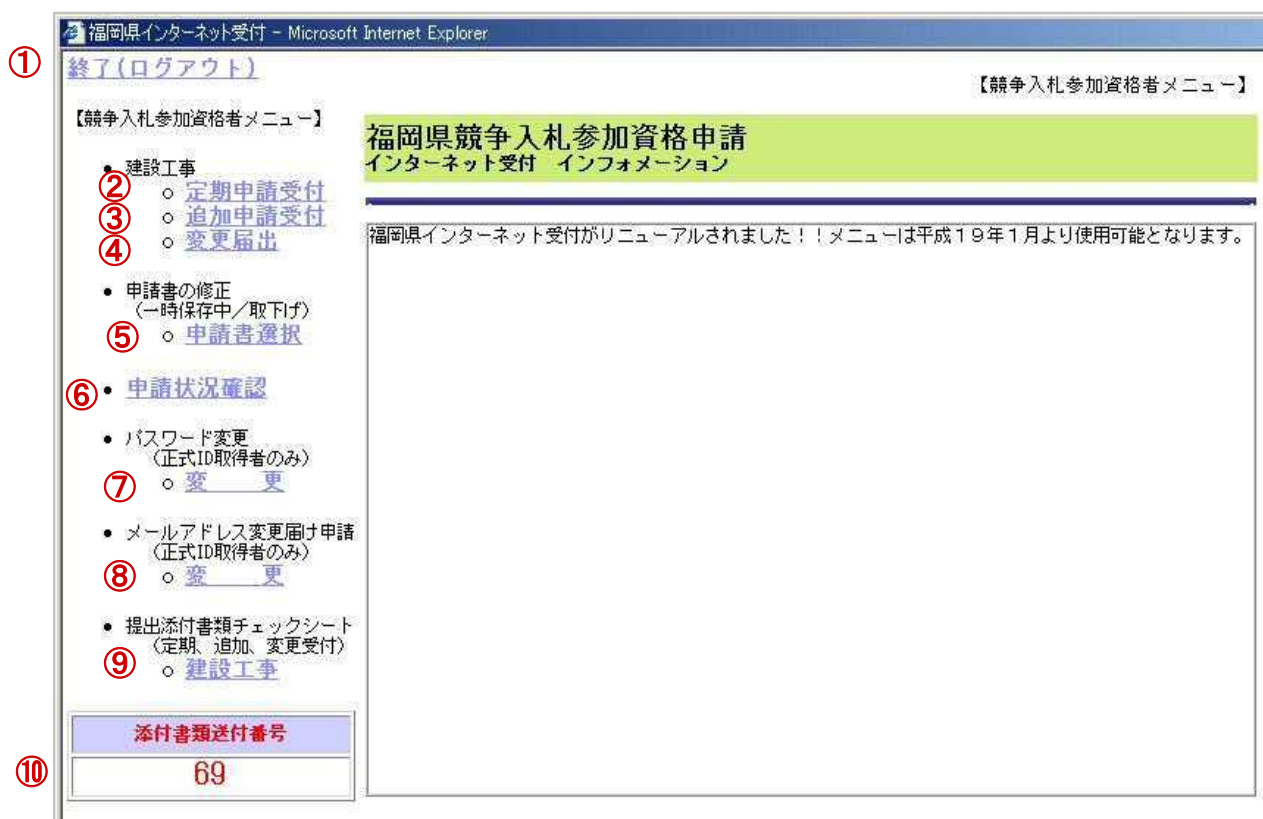 福岡県インターネット受付 - Microsoft Internet Explorer
① 終了(ログアウト)
【競争入札参加資格者メニュー】
【競争入札参加資格者メニュー】
• 建設工事
② ○ 定期申請受付
③ ○ 追加申請受付
④ ○ 変更届出
• 申請書の修正
（一時保存中／取下げ）
⑤ ○ 申請書選択
⑥ • 申請状況確認
• パスワード変更
（正式ID取得者のみ）
⑦ ○ 変　　更
• メールアドレス変更届け申請
（正式ID取得者のみ）
⑧ ○ 変　　更
• 提出添付書類チェックシート
（定期、追加、変更受付）
⑨ ○ 建設工事
添付書類送付番号
⑩ 69
福岡県競争入札参加資格申請
インターネット受付　インフォメーション
福岡県インターネット受付がリニューアルされました！！メニューは平成１９年１月より使用可能となります。